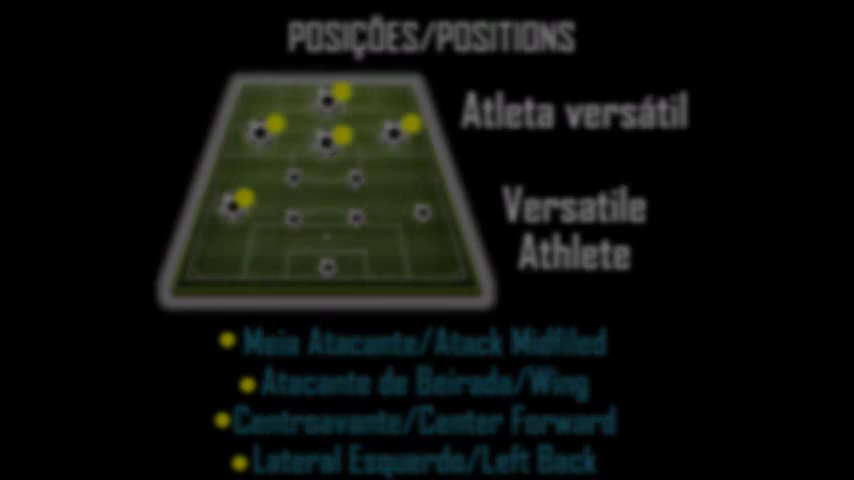 POSIÇÕES/POSITIONS
Atleta versátil
Versatile
Athlete
Meia Atacante/Atack Midfiled
Atacante de Beirada/Wing
Centroavante/Center Forward
Lateral Esquerdo/Left Back